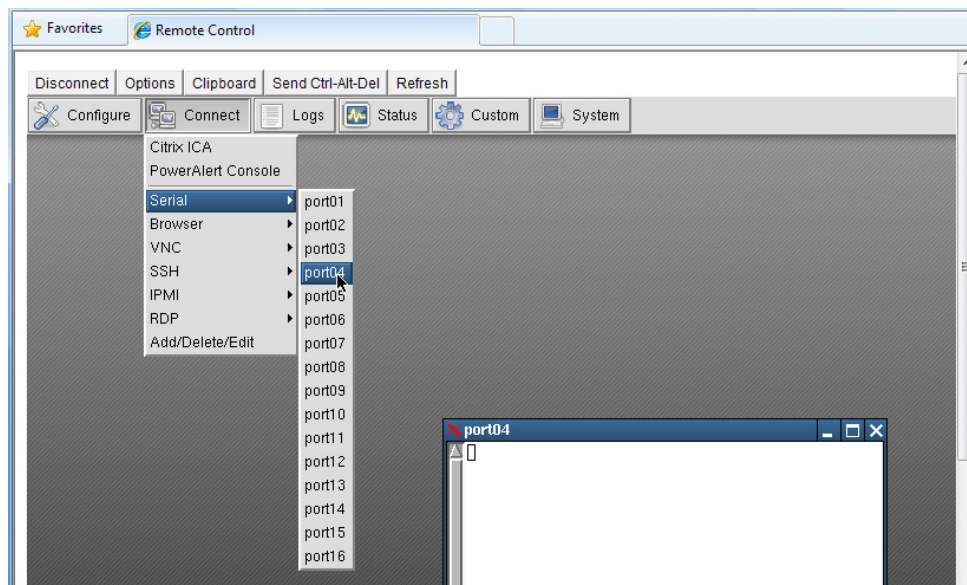 Favorites Remote Control
Disconnect Options Clipboard Send Ctrl-Alt-Del Refresh
Configure Connect Logs Status Custom System
Citrix ICA
PowerAlert Console
Serial
Browser
VNC
SSH
IPMI
RDP
Add/Delete/Edit
port01
port02
port03
port04
port05
port06
port07
port08
port09
port10
port11
port12
port13
port14
port15
port16
port04